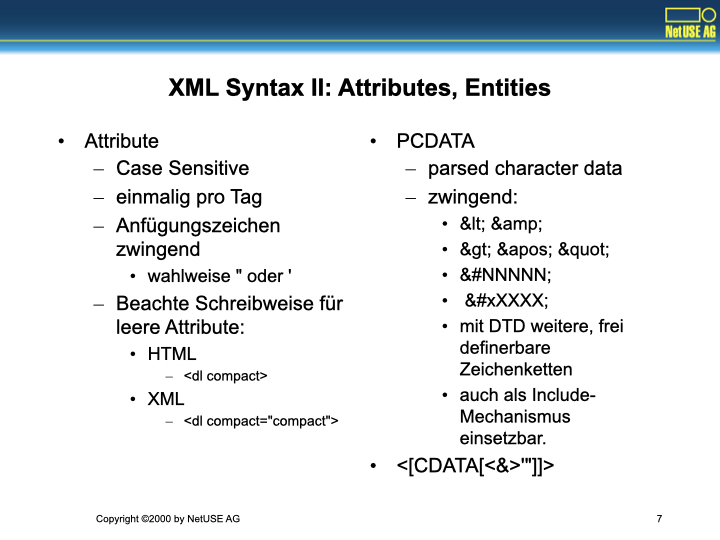 NetUSE AG
XML Syntax II: Attributes, Entities
• Attribute
– Case Sensitive
– einmalig pro Tag
– Anfügungszeichen
zwingend
• wahlweise " oder '
– Beachte Schreibweise für
leere Attribute:
• HTML
– <dl compact>
• XML
– <dl compact="compact">
• PCDATA
– parsed character data
– zwingend:
• &lt; &amp;
• &gt; &apos; &quot;
• &#NNNNN;
• &#xXXXX;
• mit DTD weitere, frei
definerbare
Zeichenketten
• auch als Include-
Mechanismus
einsetzbar.
• <[CDATA[<&>'"]]>
Copyright ©2000 by NetUSE AG
7